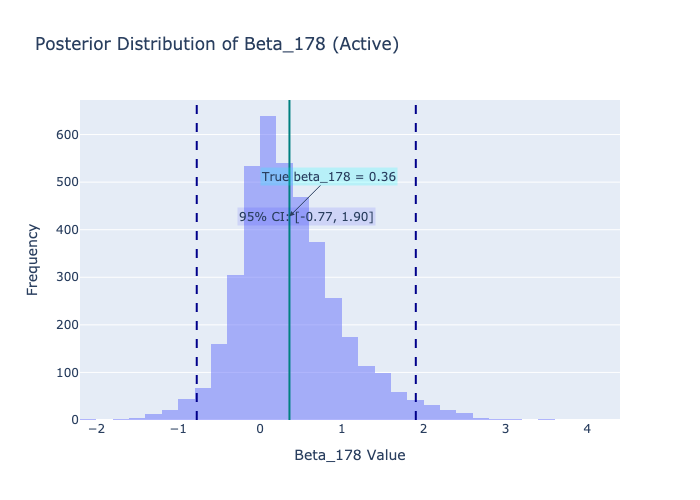 Posterior Distribution of Beta_178 (Active)
600
500
400
300
200
100
0
Frequency
True beta_178 = 0.36
95% CI: [-0.77, 1.90]
−2
−1
0
1
2
3
4
Beta_178 Value